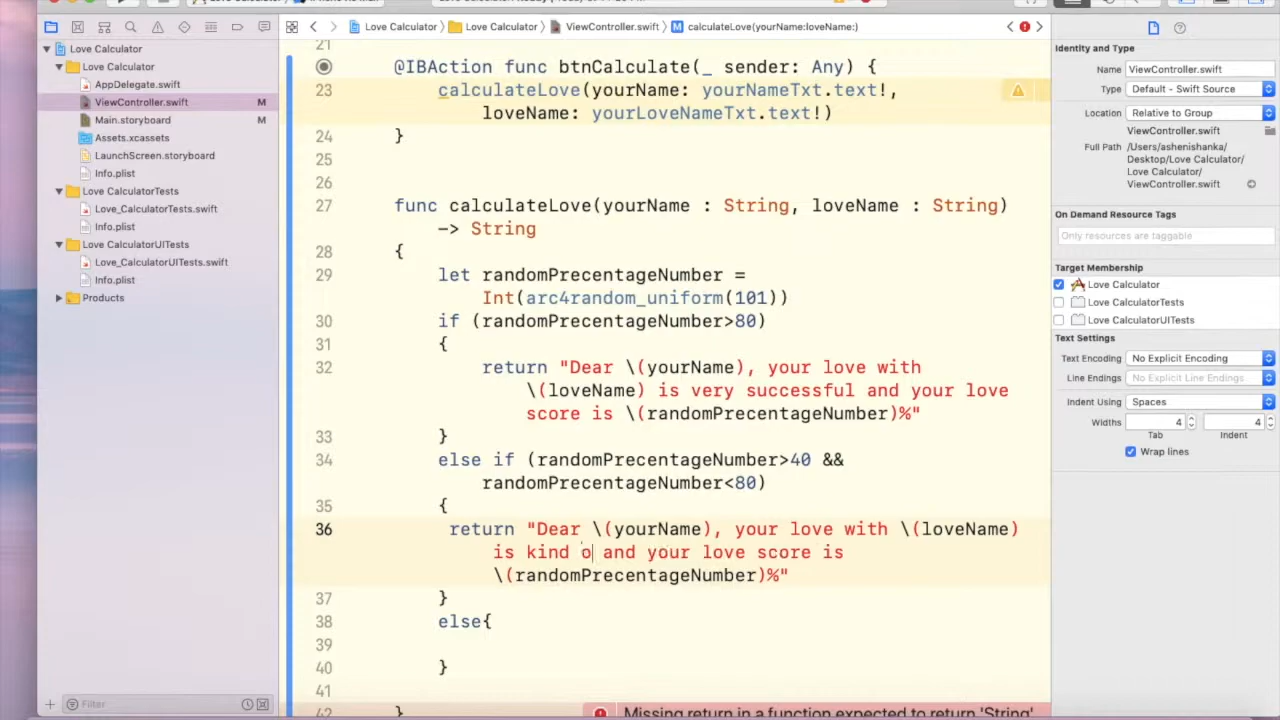 21
@IBAction func btnCalculate(_ sender: Any) {
23 calculateLove(yourName: yourNameTxt.text!,
loveName: yourLoveNameTxt.text!)
24 }
25
26
27 func calculateLove(yourName : String, loveName : String)
-> String
28 {
29 let randomPrecentageNumber =
Int(arc4random_uniform(101))
30 if (randomPrecentageNumber>80)
31 {
32 return "Dear \(yourName), your love with
\(loveName) is very successful and your love
score is \(randomPrecentageNumber)%"
33 }
34 else if (randomPrecentageNumber>40 &&
randomPrecentageNumber<80)
35 {
36 return "Dear \(yourName), your love with \(loveName)
is kind o and your love score is
\(randomPrecentageNumber)%"
37 }
38 else{
39
40 }
41
42 }
Missing return in a function expected to return 'String'
Love Calculator
Love Calculator
AppDelegate.swift
ViewController.swift M
Main.storyboard M
Assets.xcassets
LaunchScreen.storyboard
Info.plist
Love CalculatorTests
Love_CalculatorTests.swift
Info.plist
Love CalculatorUITests
Love_CalculatorUITests.swift
Info.plist
Products
Filter
Love Calculator
Love Calculator
ViewController.swift
M calculateLove(yourName:loveName:)
Identity and Type
Name ViewController.swift
Type Default - Swift Source
Location Relative to Group
ViewController.swift
Full Path /Users/ashenishanka/
Desktop/Love Calculator/
Love Calculator/
ViewController.swift
On Demand Resource Tags
Only resources are taggable
Target Membership
Love Calculator
Love CalculatorTests
Love CalculatorUITests
Text Settings
Text Encoding No Explicit Encoding
Line Endings No Explicit Line Endings
Indent Using Spaces
Widths 4 4
Tab Indent
Wrap lines